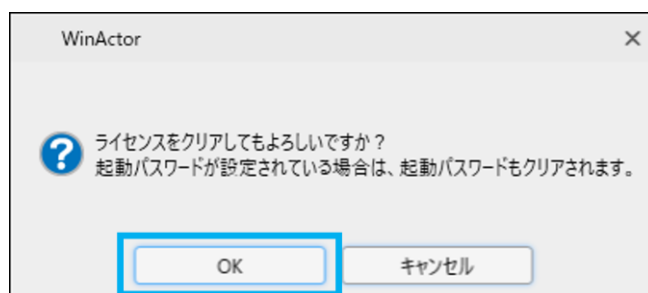 WinActor
ライセンスをクリアしてもよろしいですか？
起動パスワードが設定されている場合は、起動パスワードもクリアされます。
OK
キャンセル